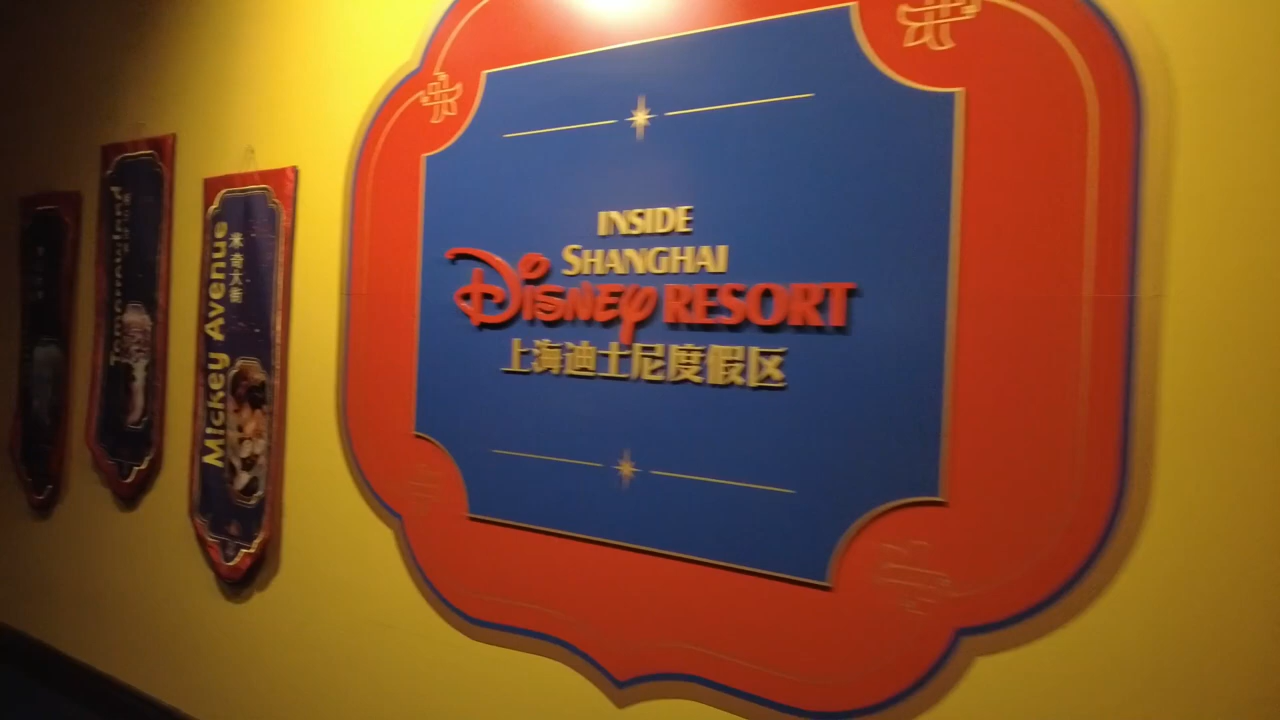 INSIDE
SHANGHAI
DISNEY RESORT
上海迪士尼度假区
Mickey Avenue
米奇大街
Tomorrowland